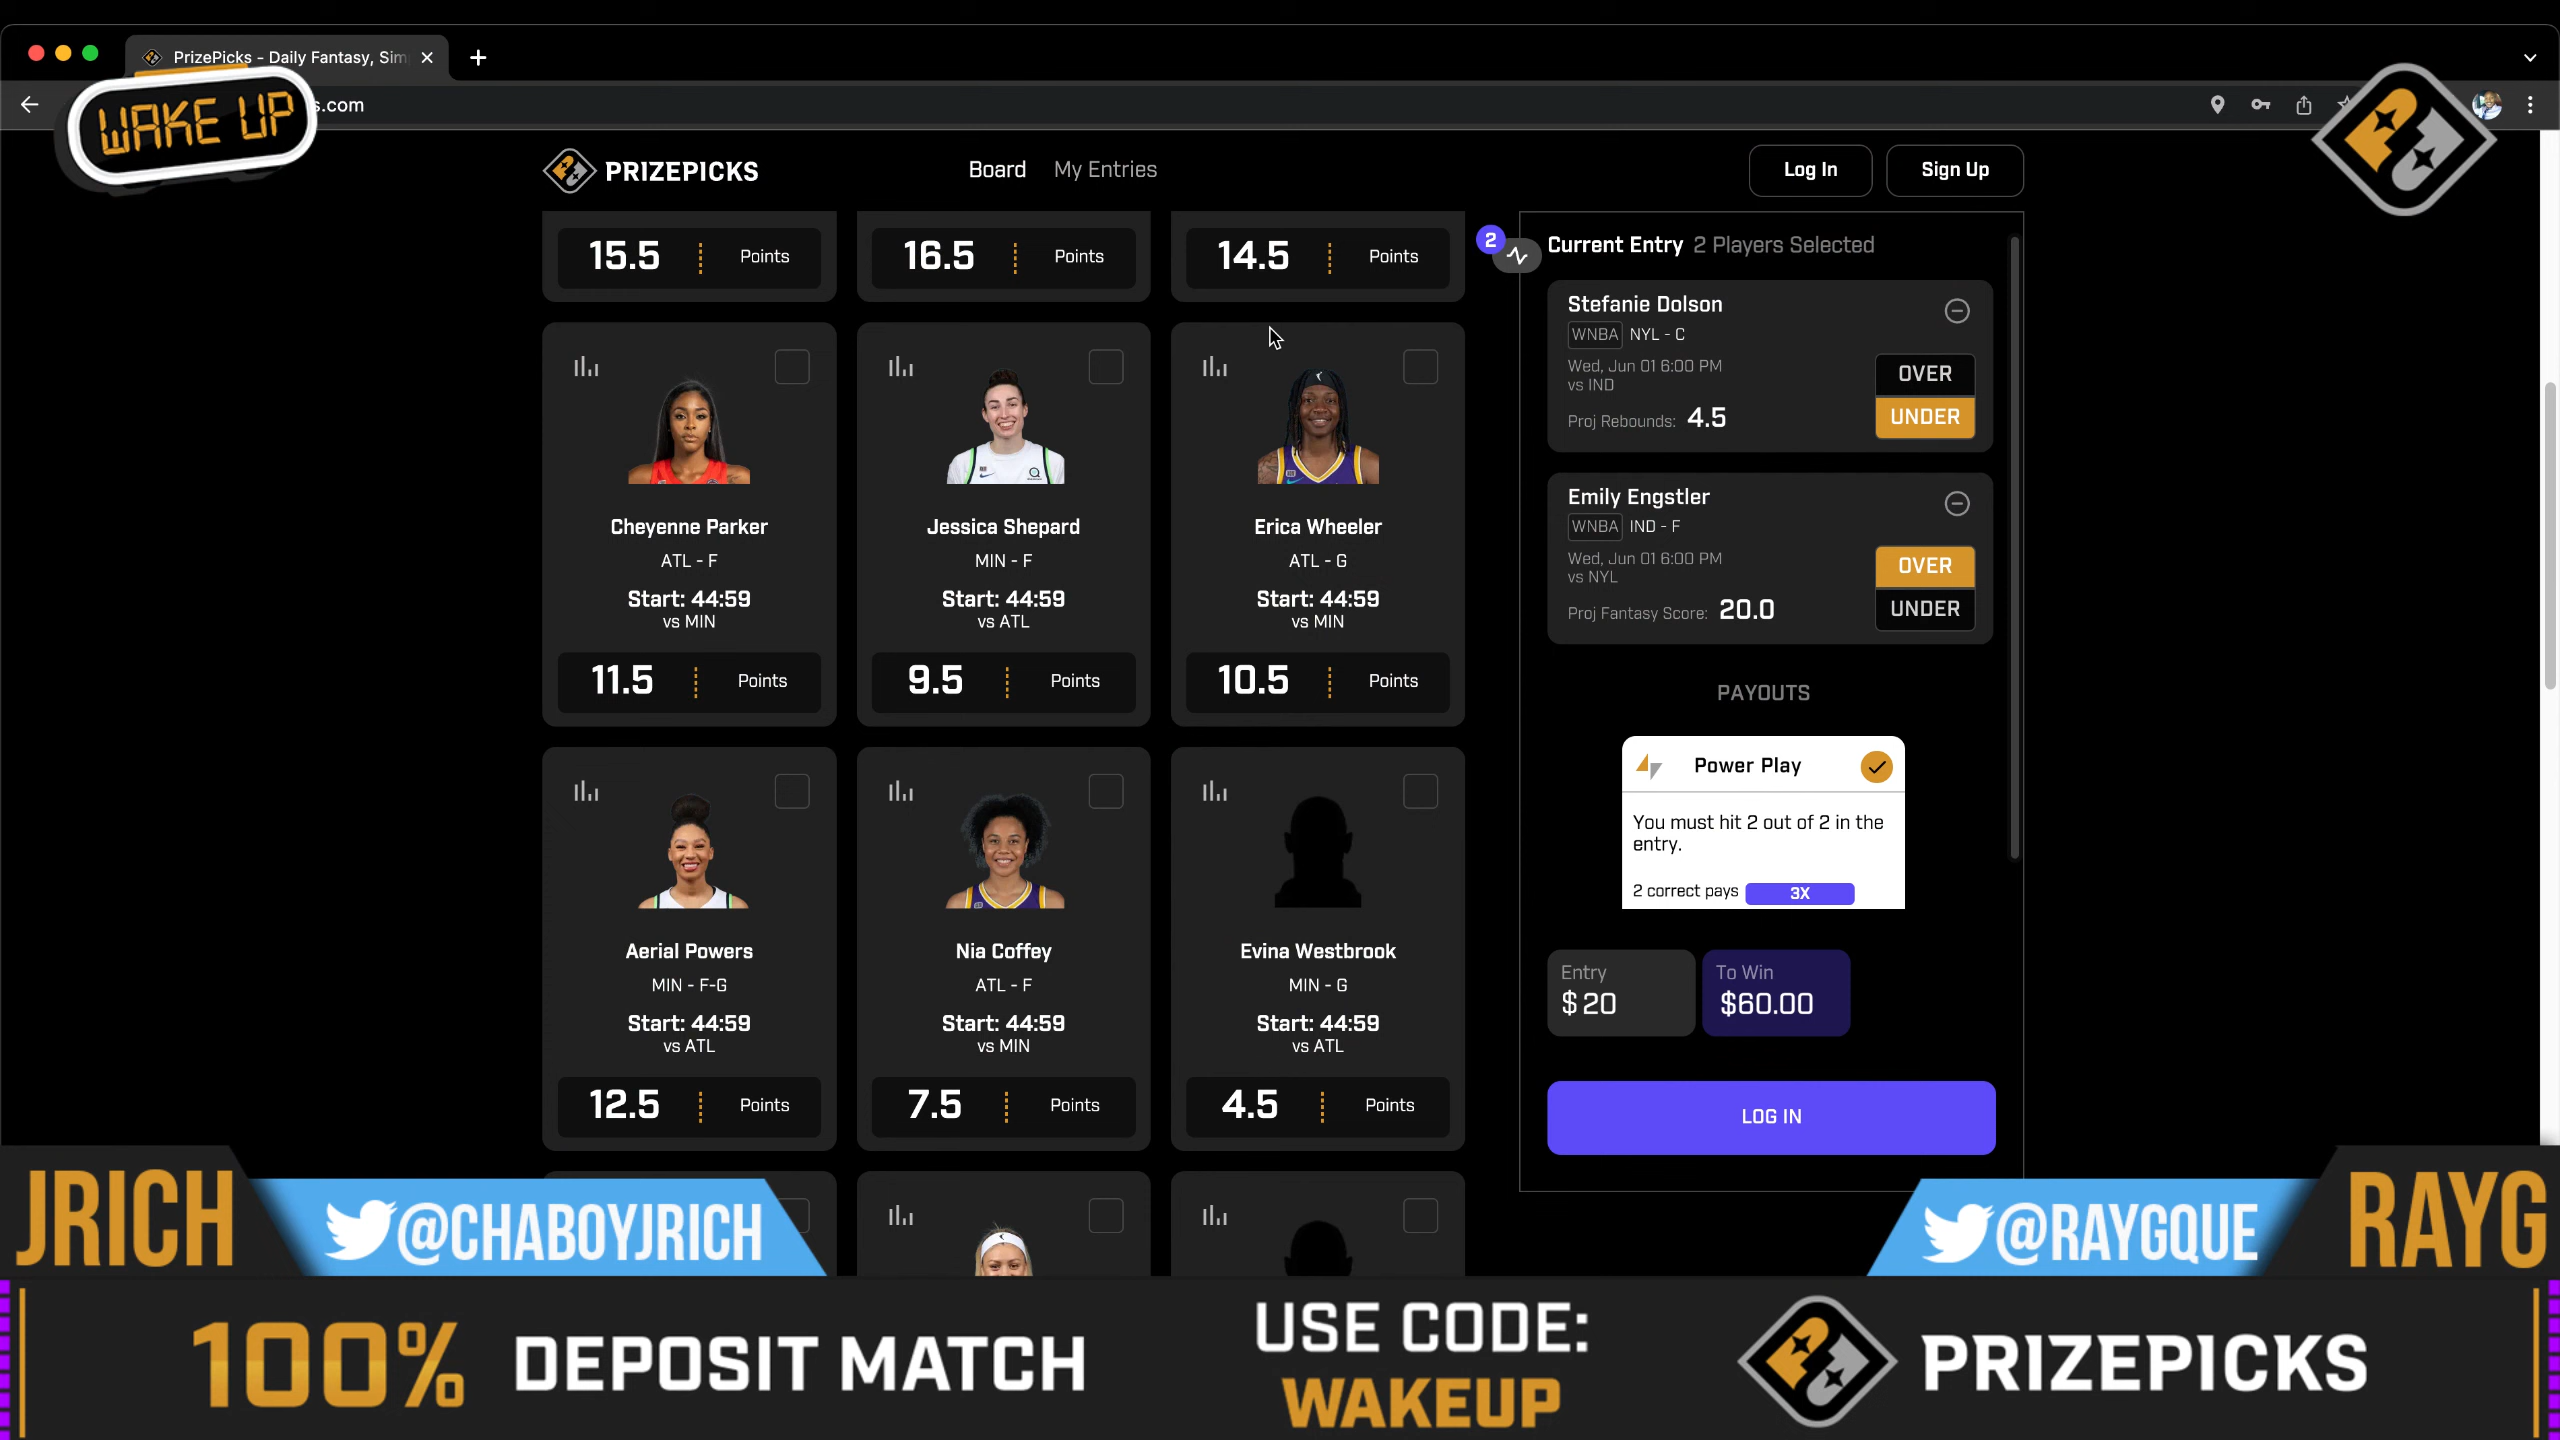 PrizePicks - Daily Fantasy, Sim
WAKE UP
s.com
PRIZEPICKS
Board
My Entries
Log In
Sign Up
15.5 Points
16.5 Points
14.5 Points
Cheyenne Parker
ATL - F
Start: 44:59
vs MIN
11.5 Points
Jessica Shepard
MIN - F
Start: 44:59
vs ATL
9.5 Points
Erica Wheeler
ATL - G
Start: 44:59
vs MIN
10.5 Points
Aerial Powers
MIN - F-G
Start: 44:59
vs ATL
12.5 Points
Nia Coffey
ATL - F
Start: 44:59
vs MIN
7.5 Points
Evina Westbrook
MIN - G
Start: 44:59
vs ATL
4.5 Points
2
Current Entry 2 Players Selected
Stefanie Dolson
WNBA NYL - C
Wed, Jun 01 6:00 PM
vs IND
Proj Rebounds: 4.5
OVER
UNDER
Emily Engstler
WNBA IND - F
Wed, Jun 01 6:00 PM
vs NYL
Proj Fantasy Score: 20.0
OVER
UNDER
PAYOUTS
Power Play
You must hit 2 out of 2 in the
entry.
2 correct pays 3X
Entry
$ 20
To Win
$60.00
LOG IN
JRICH
@CHABOYJRICH
@RAYGQUE
RAYG
100% DEPOSIT MATCH
USE CODE:
WAKEUP
PRIZEPICKS